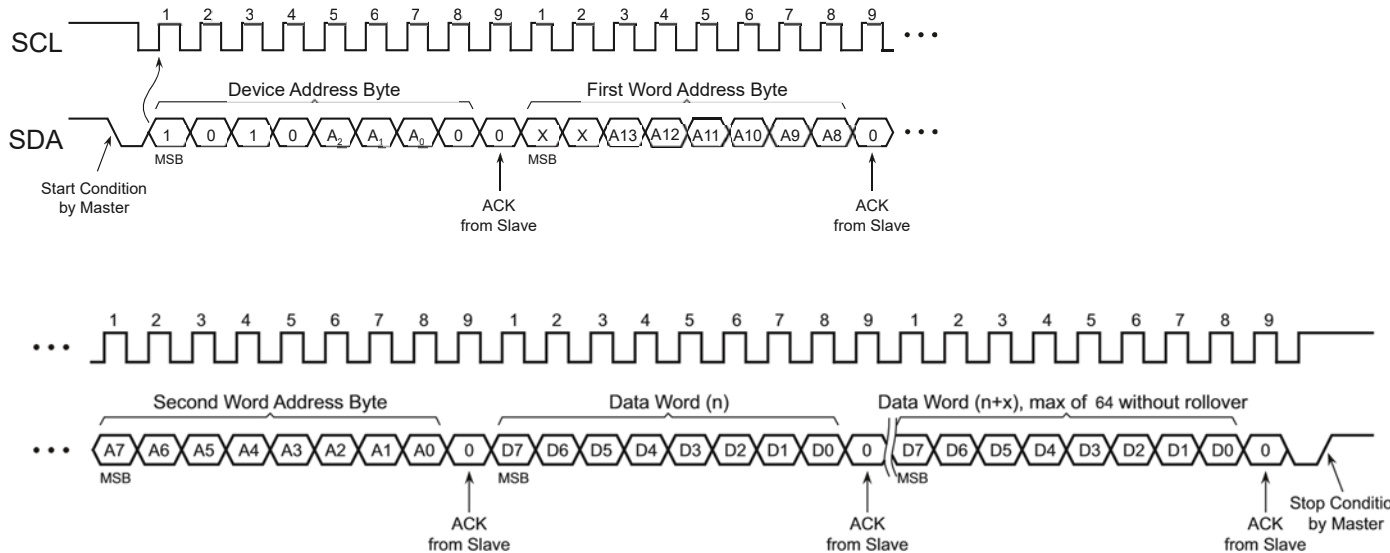 1 2 3 4 5 6 7 8 9 1 2 3 4 5 6 7 8 9
SCL
Device Address Byte First Word Address Byte
SDA 1 0 1 0 A2 A1 A0 0 0 X X A13 A12 A11 A10 A9 A8 0
MSB MSB
Start Condition
by Master
ACK
from Slave
ACK
from Slave
1 2 3 4 5 6 7 8 9 1 2 3 4 5 6 7 8 9 1 2 3 4 5 6 7 8 9
Second Word Address Byte Data Word (n) Data Word (n+x), max of 64 without rollover
A7 A6 A5 A4 A3 A2 A1 A0 0 D7 D6 D5 D4 D3 D2 D1 D0 0 D7 D6 D5 D4 D3 D2 D1 D0 0
MSB MSB MSB
ACK
from Slave
ACK
from Slave
ACK
from Slave
Stop Conditio
by Master